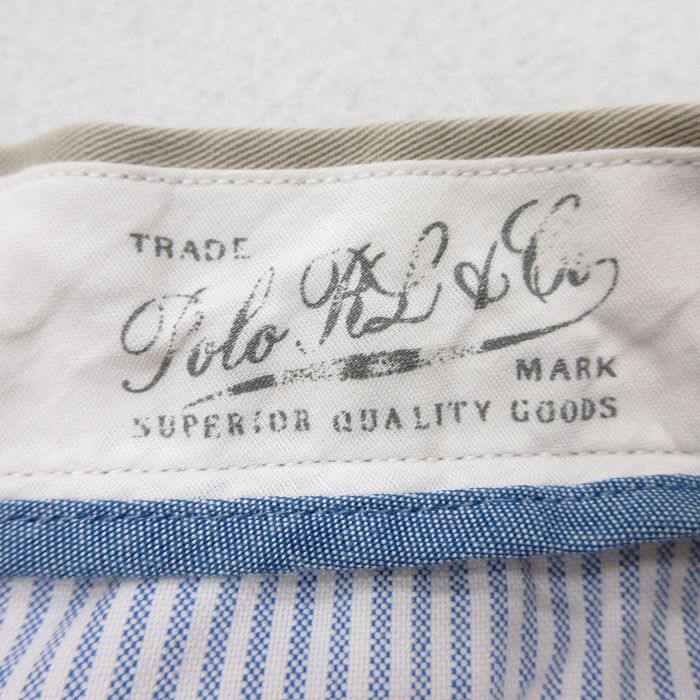 TRADE
Polo RL & Co.
MARK
SUPERIOR QUALITY GOODS